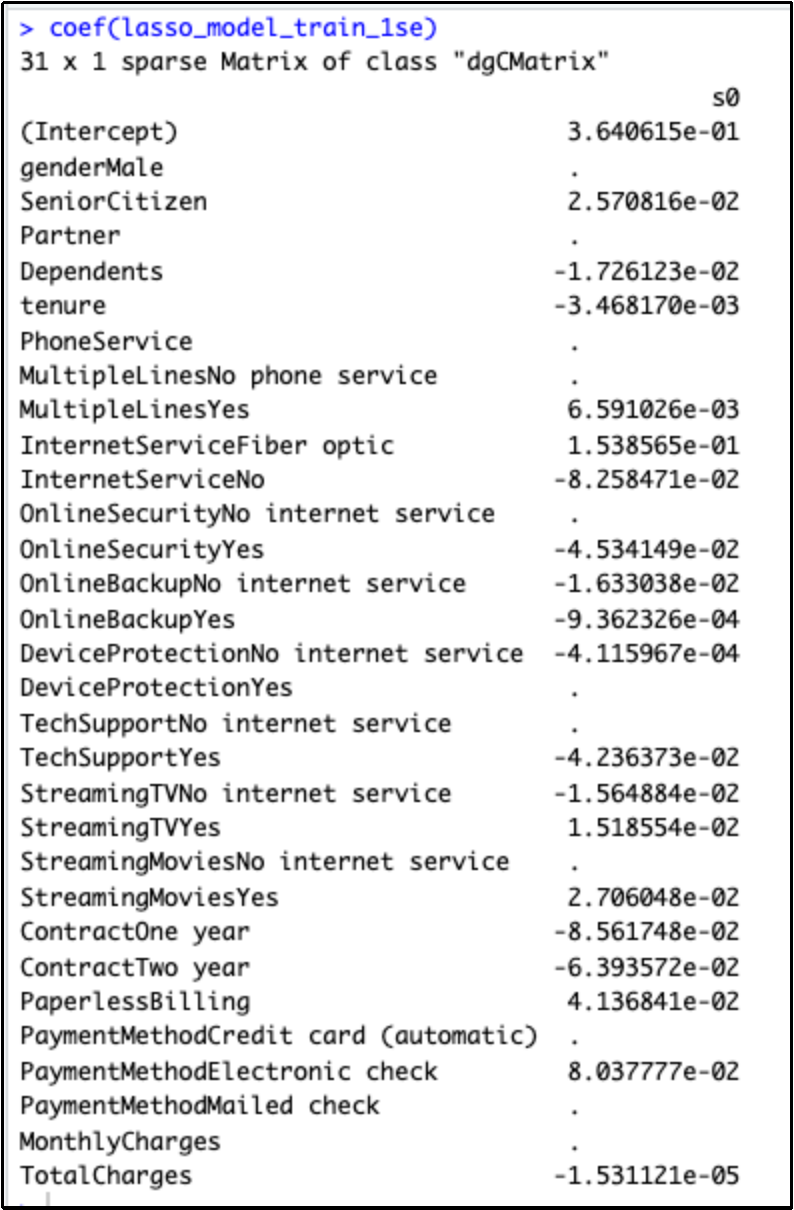 > coef(lasso_model_train_1se)
31 x 1 sparse Matrix of class "dgCMatrix"
s0
(Intercept) 3.640615e-01
genderMale .
SeniorCitizen 2.570816e-02
Partner .
Dependents -1.726123e-02
tenure -3.468170e-03
PhoneService .
MultipleLinesNo phone service .
MultipleLinesYes 6.591026e-03
InternetServiceFiber optic 1.538565e-01
InternetServiceNo -8.258471e-02
OnlineSecurityNo internet service .
OnlineSecurityYes -4.534149e-02
OnlineBackupNo internet service -1.633038e-02
OnlineBackupYes -9.362326e-04
DeviceProtectionNo internet service -4.115967e-04
DeviceProtectionYes .
TechSupportNo internet service .
TechSupportYes -4.236373e-02
StreamingTVNo internet service -1.564884e-02
StreamingTVYes 1.518554e-02
StreamingMoviesNo internet service .
StreamingMoviesYes 2.706048e-02
ContractOne year -8.561748e-02
ContractTwo year -6.393572e-02
PaperlessBilling 4.136841e-02
PaymentMethodCredit card (automatic) .
PaymentMethodElectronic check 8.037777e-02
PaymentMethodMailed check .
MonthlyCharges .
TotalCharges -1.531121e-05